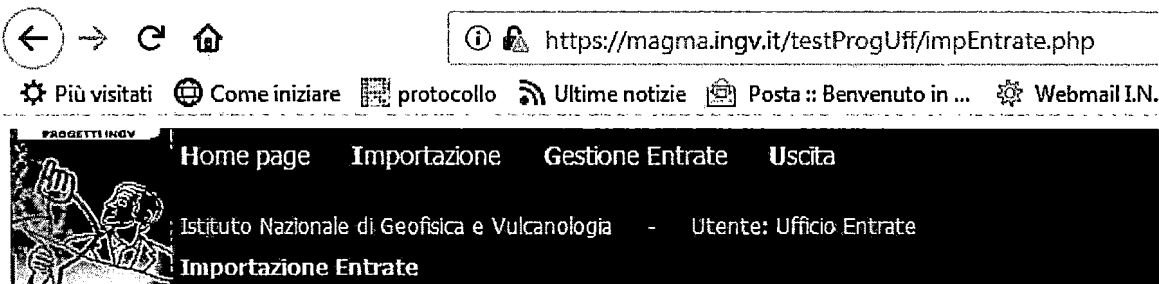 https://magma.ingv.it/testProgUff/impEntrate.php
Più visitati Come iniziare protocollo Ultime notizie Posta :: Benvenuto in ... Webmail I.N.
PROGETTI INGV
Home page Importazione Gestione Entrate Uscita
Istituto Nazionale di Geofisica e Vulcanologia - Utente: Ufficio Entrate
Importazione Entrate